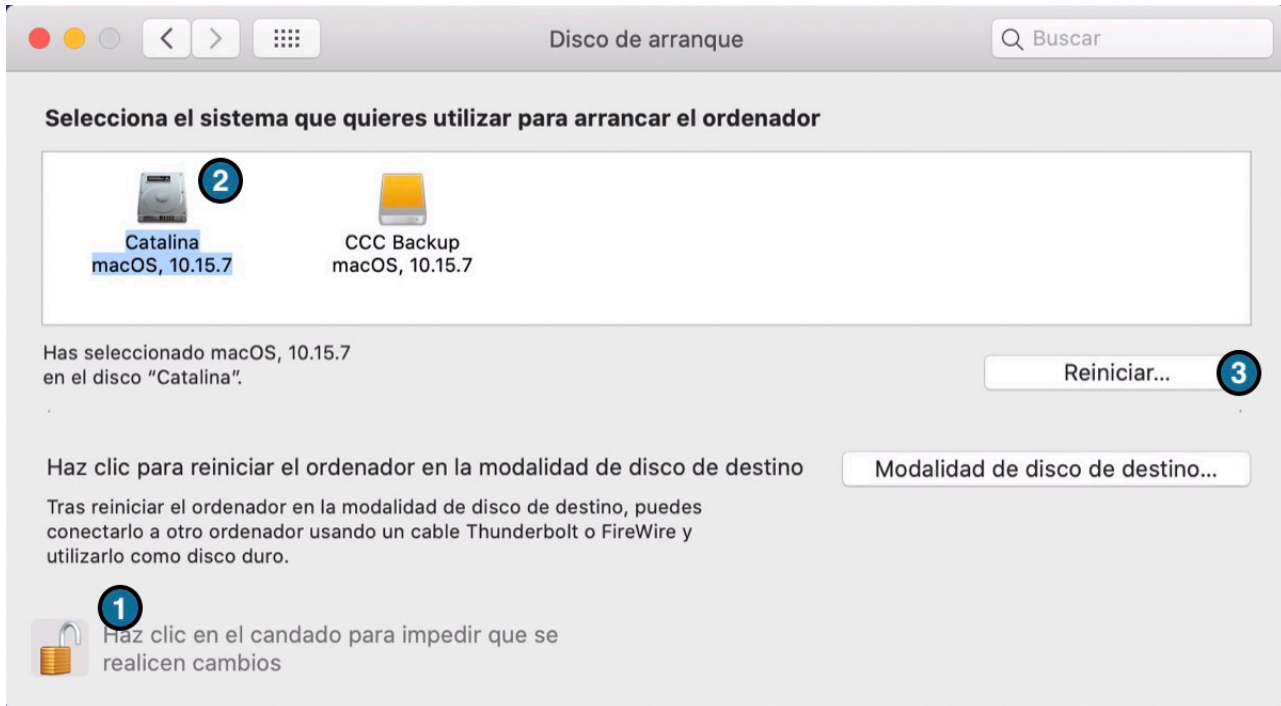 Disco de arranque
Buscar
Selecciona el sistema que quieres utilizar para arrancar el ordenador
2
Catalina
macOS, 10.15.7
CCC Backup
macOS, 10.15.7
Has seleccionado macOS, 10.15.7
en el disco “Catalina”.
Reiniciar...
3
Haz clic para reiniciar el ordenador en la modalidad de disco de destino
Modalidad de disco de destino...
Tras reiniciar el ordenador en la modalidad de disco de destino, puedes
conectarlo a otro ordenador usando un cable Thunderbolt o FireWire y
utilizarlo como disco duro.
1
Haz clic en el candado para impedir que se
realicen cambios